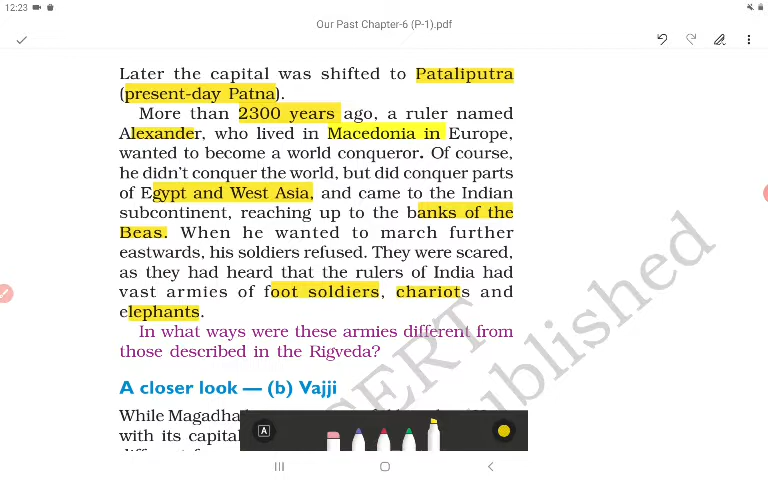 12:23
Our Past Chapter-6 (P-1).pdf
Later the capital was shifted to Pataliputra
(present-day Patna).
More than 2300 years ago, a ruler named
Alexander, who lived in Macedonia in Europe,
wanted to become a world conqueror. Of course,
he didn't conquer the world, but did conquer parts
of Egypt and West Asia, and came to the Indian
subcontinent, reaching up to the banks of the
Beas. When he wanted to march further
eastwards, his soldiers refused. They were scared,
as they had heard that the rulers of India had
vast armies of foot soldiers, chariots and
elephants.
In what ways were these armies different from
those described in the Rigveda?
A closer look — (b) Vajji
While Magadha
with its capital
A